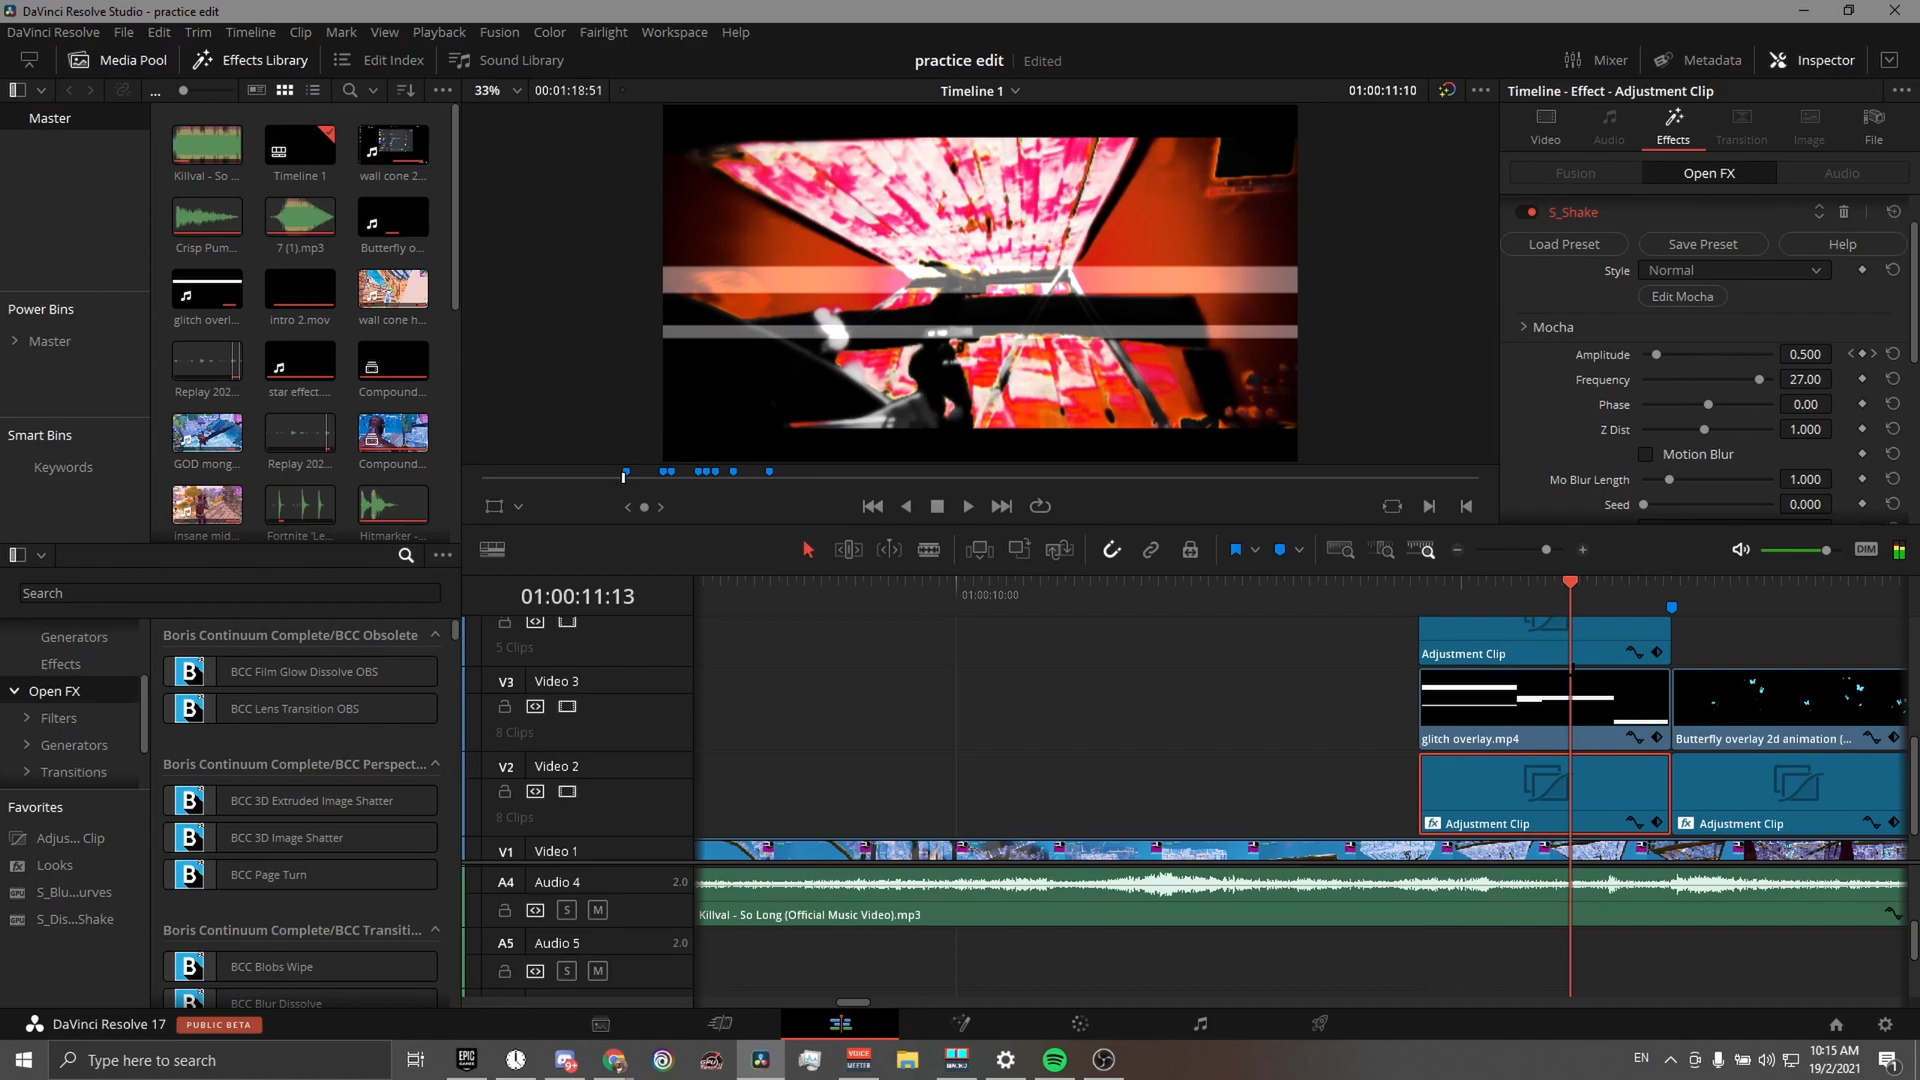 DaVinci Resolve Studio - practice edit
DaVinci Resolve File Edit Trim Timeline Clip Mark View Playback Fusion Color Fairlight Workspace Help
Media Pool Effects Library Edit Index Sound Library practice edit Edited Mixer Metadata Inspector
... 33% 00:01:18:51 Timeline 1 01:00:11:10 Timeline - Effect - Adjustment Clip
Master
Killval - So ... Timeline 1 wall cone 2...
Crisp Pum... 7 (1).mp3 Butterfly o...
glitch overl... intro 2.mov wall cone h...
Replay 202... star effect.... Compound...
GOD mong... Replay 202... Compound...
insane mid... Fortnite 'Le... Hitmarker -...
Power Bins
Master
Smart Bins
Keywords
Video Audio Effects Transition Image File
Fusion Open FX Audio
S_Shake
Load Preset Save Preset Help
Style Normal
Edit Mocha
Mocha
Amplitude 0.500
Frequency 27.00
Phase 0.00
Z Dist 1.000
Motion Blur
Mo Blur Length 1.000
Seed 0.000
DIM
Search
Generators
Effects
Open FX
Filters
Generators
Transitions
Favorites
Adjus... Clip
Looks
S_Blu...urves
S_Dis...Shake
Boris Continuum Complete/BCC Obsolete
B BCC Film Glow Dissolve OBS
B BCC Lens Transition OBS
Boris Continuum Complete/BCC Perspect...
B BCC 3D Extruded Image Shatter
B BCC 3D Image Shatter
B BCC Page Turn
Boris Continuum Complete/BCC Transiti...
B BCC Blobs Wipe
BCC Blur Dissolve
01:00:11:13 01:00:10:00
5 Clips Adjustment Clip
V3 Video 3
8 Clips glitch overlay.mp4 Butterfly overlay 2d animation (...
V2 Video 2
8 Clips fx Adjustment Clip fx Adjustment Clip
V1 Video 1
A4 Audio 4 2.0
S M Killval - So Long (Official Music Video).mp3
A5 Audio 5 2.0
S M
DaVinci Resolve 17 PUBLIC BETA
Type here to search EPIC GAMES 9+ VOICE MEETER MACRO EN 10:15 AM
19/2/2021 1